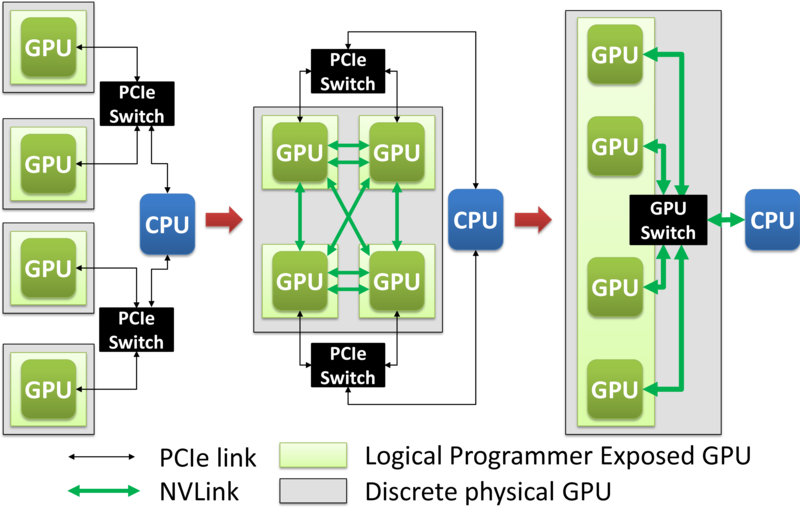 GPU
PCIe
Switch
GPU
CPU
GPU
PCIe
Switch
GPU
PCIe
Switch
GPU
GPU
CPU
GPU
GPU
PCIe
Switch
GPU
GPU
GPU
Switch
CPU
GPU
GPU
PCIe link
Logical Programmer Exposed GPU
NVLink
Discrete physical GPU